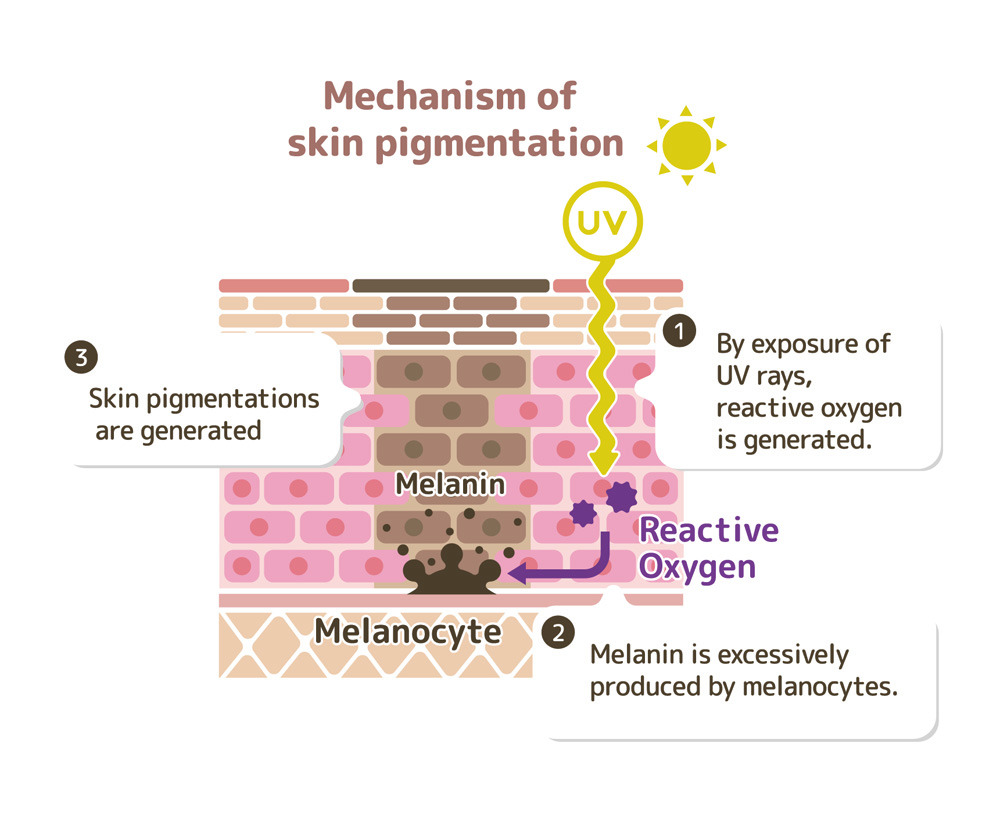 Mechanism of
skin pigmentation
UV
1
By exposure of
UV rays,
reactive oxygen
is generated.
3
Skin pigmentations
are generated
Melanin
Reactive
Oxygen
Melanocyte
2
Melanin is excessively
produced by melanocytes.